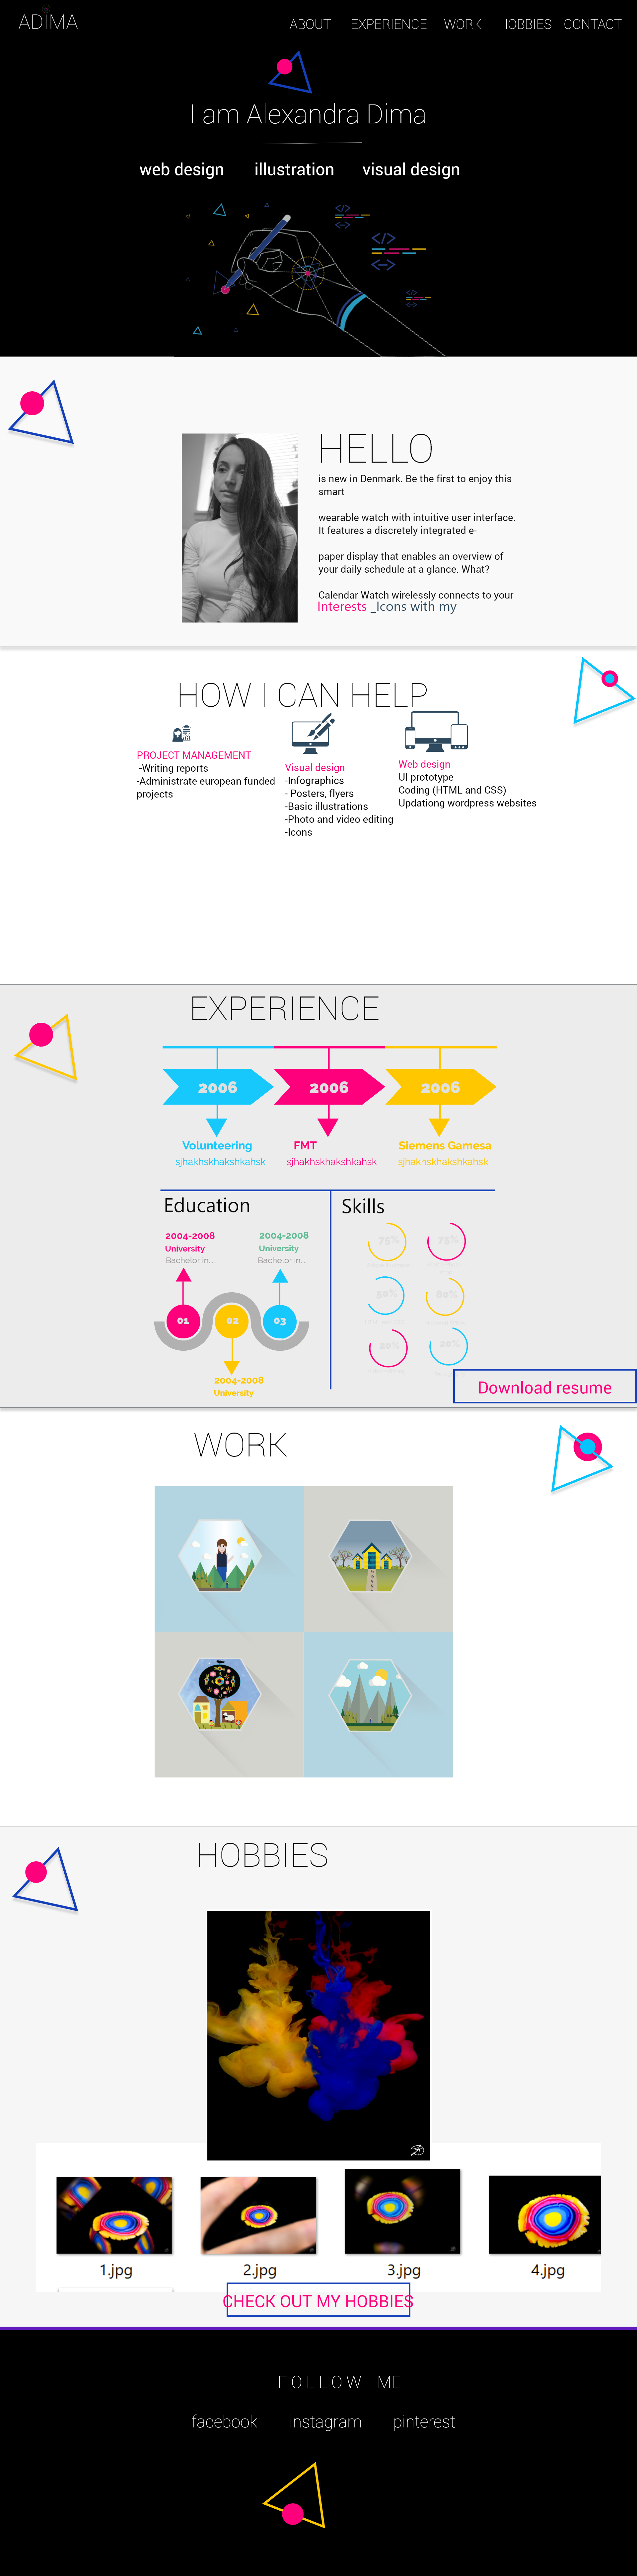 ADIMA
ABOUT EXPERIENCE WORK HOBBIES CONTACT
I am Alexandra Dima
web design illustration visual design
</>
<->
</>
<->
</>
<->
HELLO
is new in Denmark. Be the first to enjoy this
smart
wearable watch with intuitive user interface.
It features a discretely integrated e-
paper display that enables an overview of
your daily schedule at a glance. What?
Calendar Watch wirelessly connects to your
Interests _Icons with my
HOW I CAN HELP
PROJECT MANAGEMENT
-Writing reports
-Administrate european funded
projects
Visual design
-Infographics
- Posters, flyers
-Basic illustrations
-Photo and video editing
-Icons
Web design
UI prototype
Coding (HTML and CSS)
Updationg wordpress websites
EXPERIENCE
2006 2006 2006
Volunteering FMT Siemens Gamesa
sjhakhskhakshkahsk sjhakhskhakshkahsk sjhakhskhakshkahsk
Education
2004-2008 2004-2008
University University
Bachelor in... Bachelor in...
01 02 03
2004-2008
University
Skills
75% 75%
60% 60%
Download resume
WORK
HOBBIES
1.jpg 2.jpg 3.jpg 4.jpg
CHECK OUT MY HOBBIES
FOLLOW ME
facebook instagram pinterest